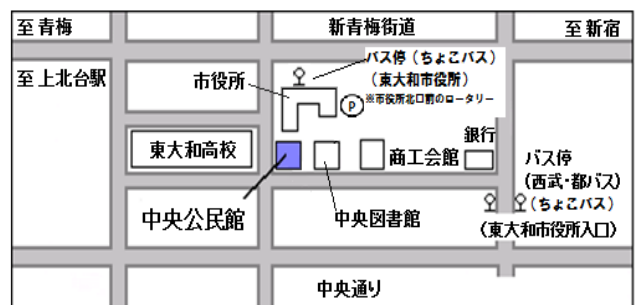 至 青梅
新青梅街道
至 新宿
バス停（ちょこバス）
（東大和市役所）
※市役所北口前のロータリー
至 上北台駅
市役所
P
銀行
東大和高校
商工会館
バス停
（西武・都バス）
（ちょこバス）
（東大和市役所入口）
中央公民館
中央図書館
中央通り